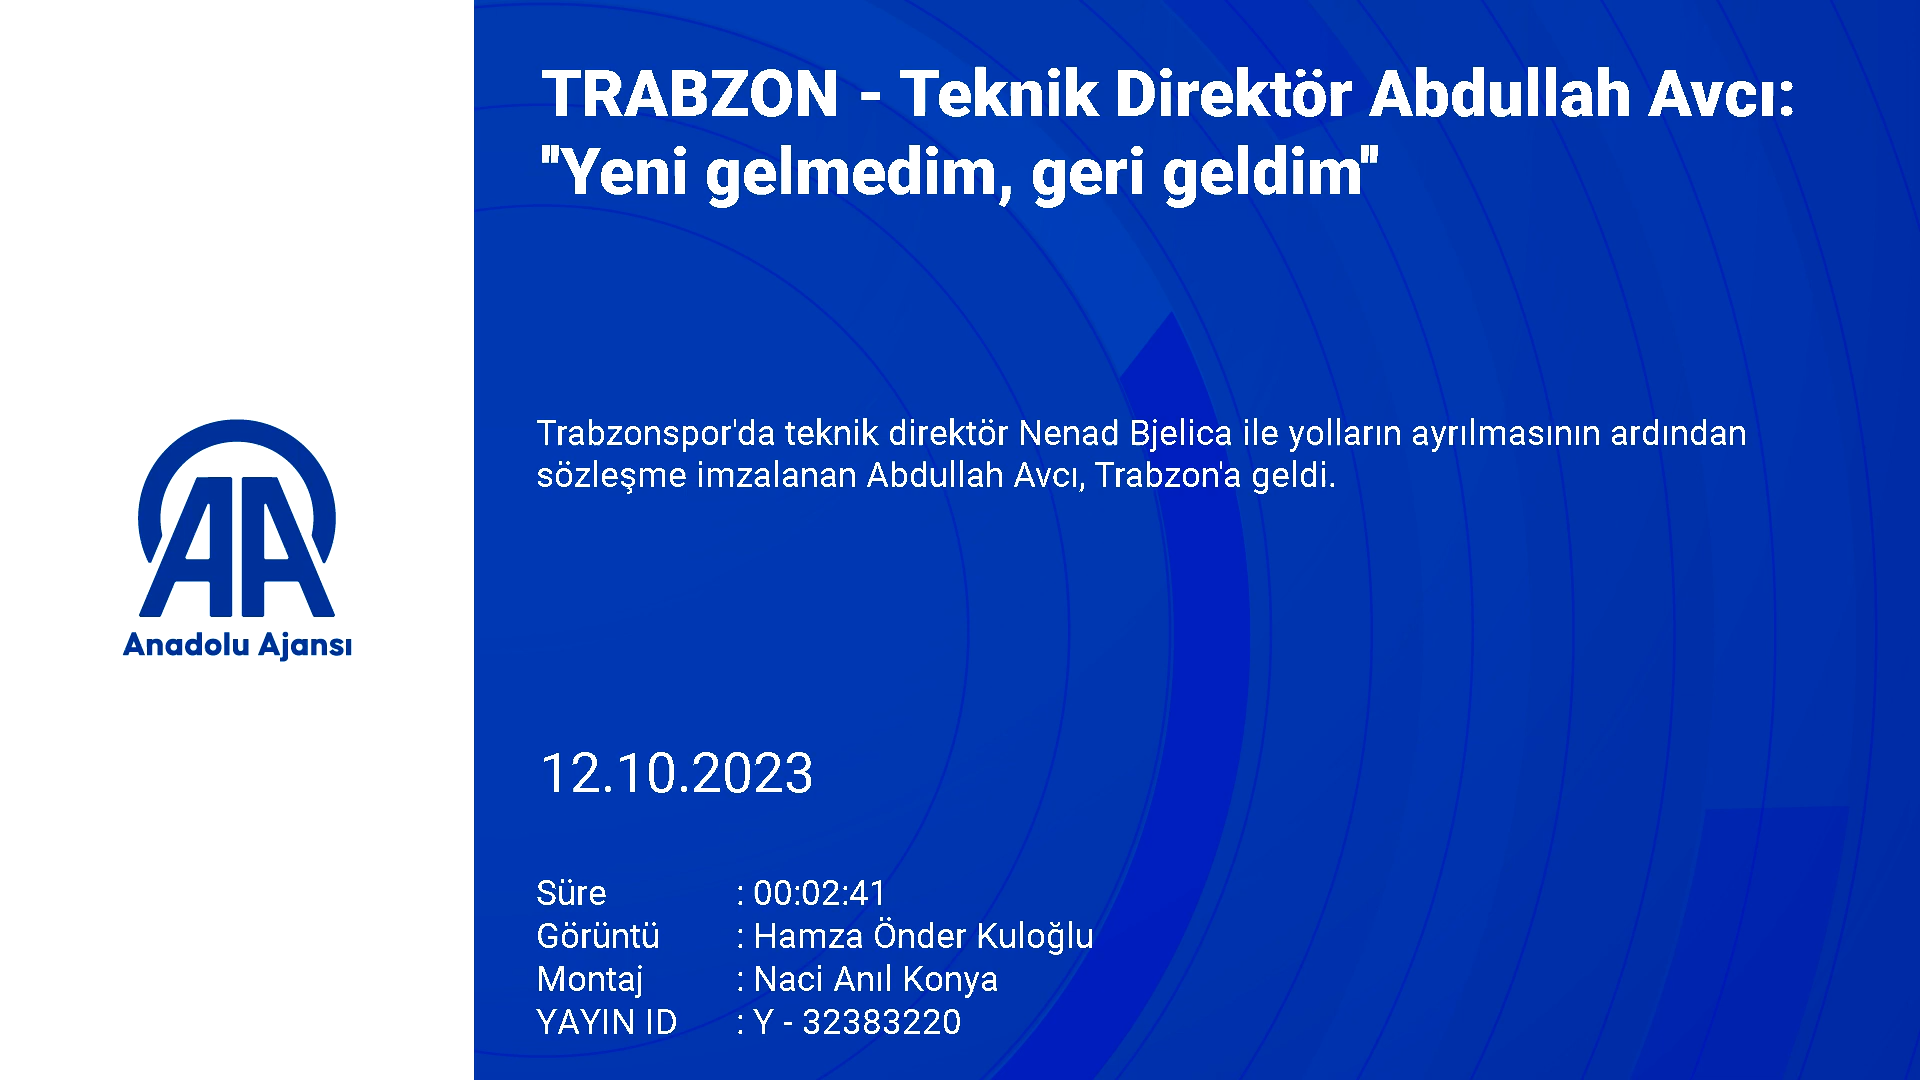 TRABZON - Teknik Direktör Abdullah Avcı:
"Yeni gelmedim, geri geldim"
Trabzonspor'da teknik direktör Nenad Bjelica ile yolların ayrılmasının ardından
sözleşme imzalanan Abdullah Avcı, Trabzon'a geldi.
AA
Anadolu Ajansı
12.10.2023
Süre : 00:02:41
Görüntü : Hamza Önder Kuloğlu
Montaj : Naci Anıl Konya
YAYIN ID : Y - 32383220